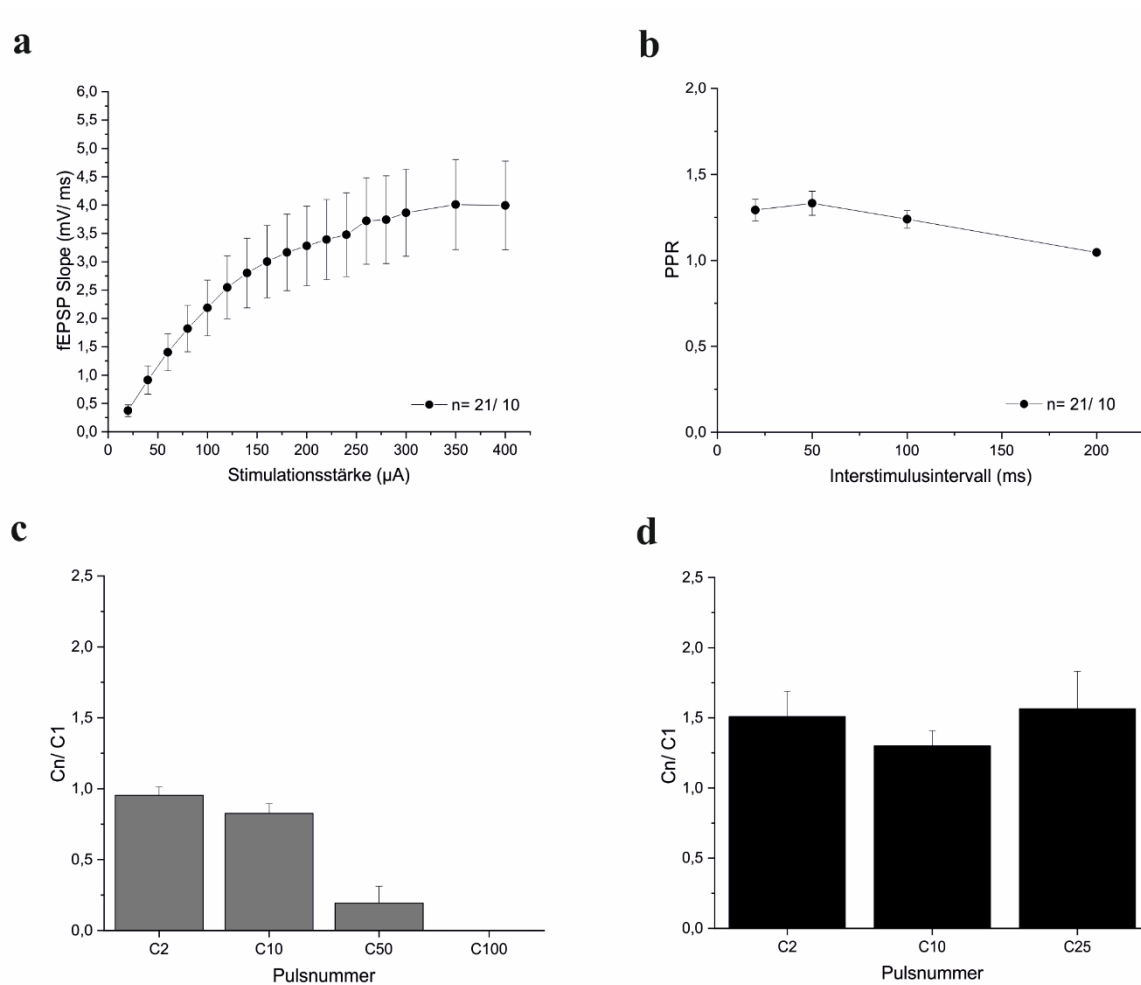 a
fEPSP Slope (mV/ ms)
6,0
5,5
5,0
4,5
4,0
3,5
3,0
2,5
2,0
1,5
1,0
0,5
0,0
n= 21/ 10
0 50 100 150 200 250 300 350 400
Stimulationsstärke (µA)
b
PPR
2,0
1,5
1,0
0,5
0,0
n= 21/ 10
0 50 100 150 200
Interstimulusintervall (ms)
c
Cn/ C1
2,5
2,0
1,5
1,0
0,5
0,0
C2 C10 C50 C100
Pulsnummer
d
Cn/ C1
2,5
2,0
1,5
1,0
0,5
0,0
C2 C10 C25
Pulsnummer